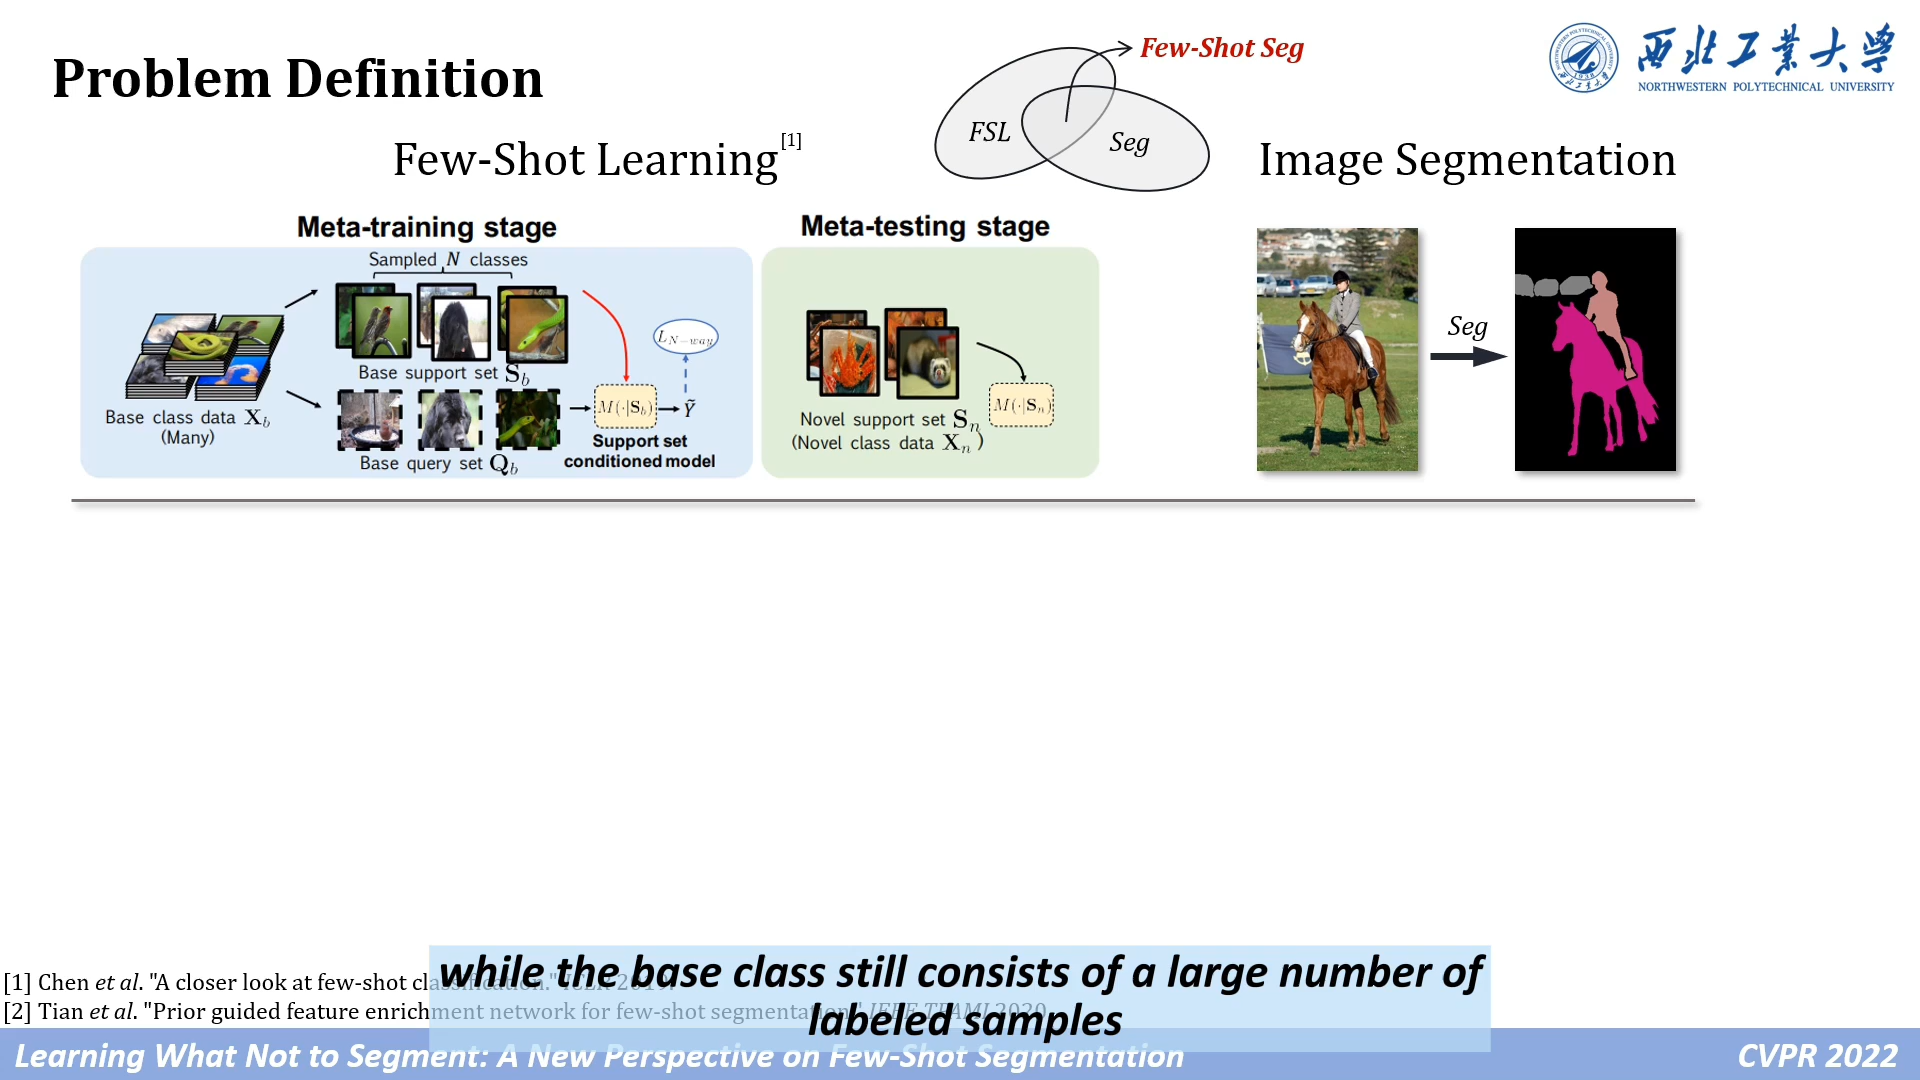 Problem Definition
Few-Shot Seg
FSL
Seg
西北工业大学
NORTHWESTERN POLYTECHNICAL UNIVERSITY
Few-Shot Learning[1]
Image Segmentation
Meta-training stage
Meta-testing stage
Sampled N classes
Base support set S_b
Base class data X_b
(Many)
Base query set Q_b
L_{N-way}
M(·|S_b)
Ỹ
Support set
conditioned model
Novel support set S_n
(Novel class data X_n)
M(·|S_n)
Seg
[1] Chen et al. "A closer look at few-shot classification." ICLR 2019.
[2] Tian et al. "Prior guided feature enrichment network for few-shot segmentation." IEEE TPAMI 2020.
while the base class still consists of a large number of
labeled samples
Learning What Not to Segment: A New Perspective on Few-Shot Segmentation
CVPR 2022